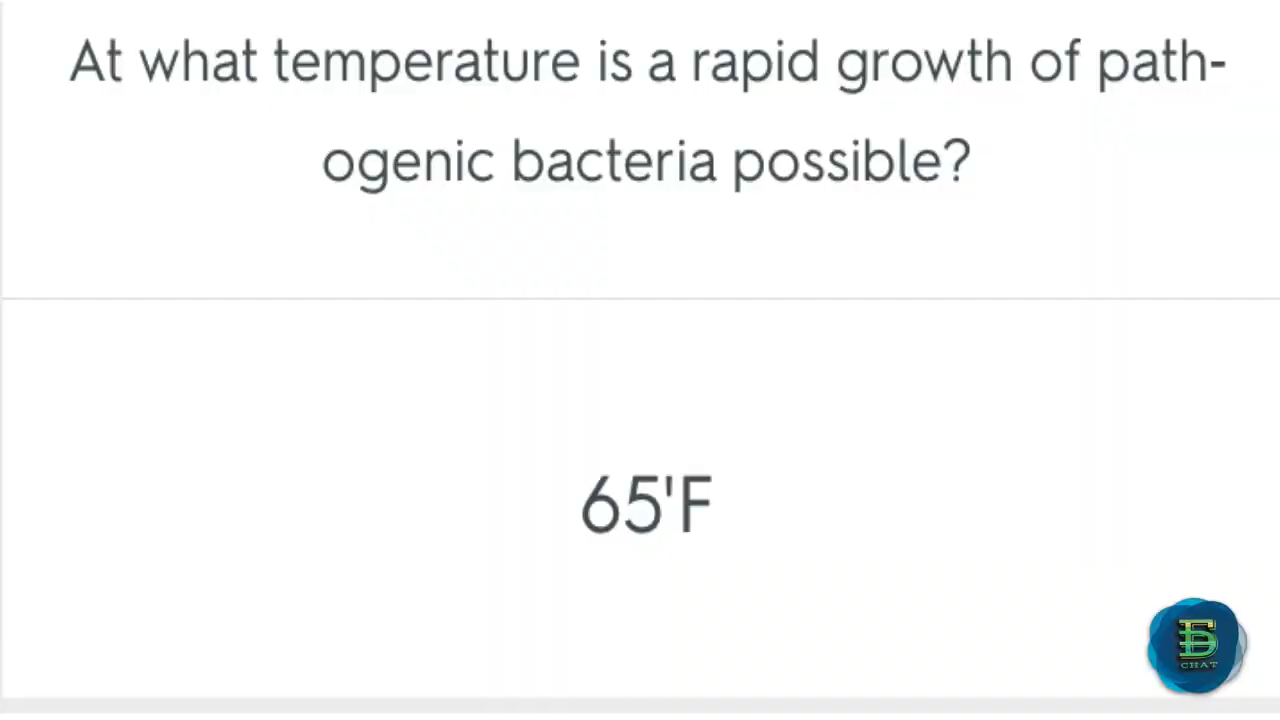 At what temperature is a rapid growth of path-
ogenic bacteria possible?
65'F
CHAT